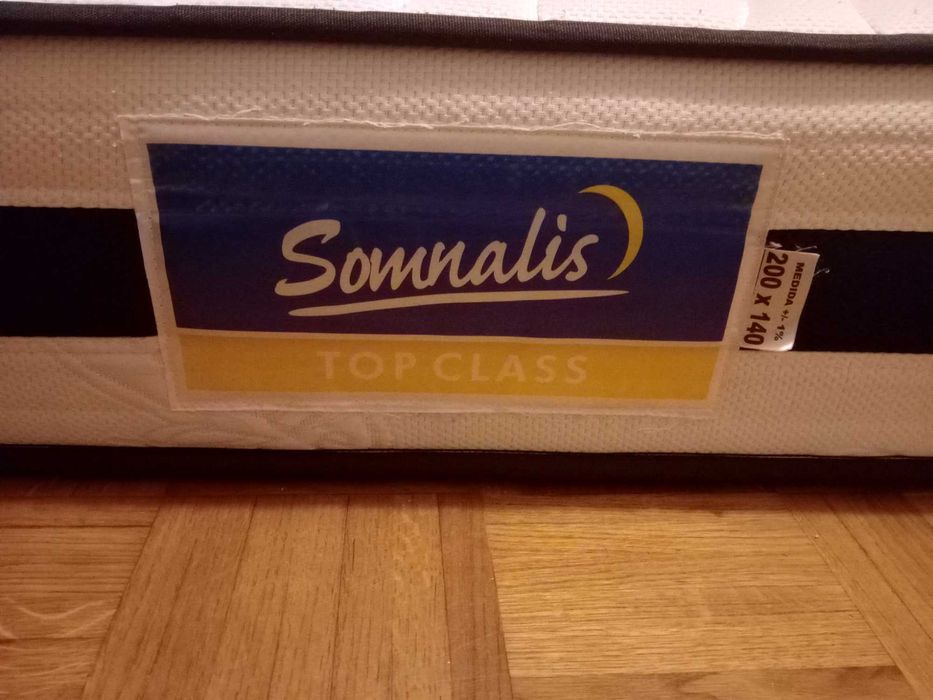 Somnalis
TOP CLASS
MEDIDA +/- 1%
200 X 140